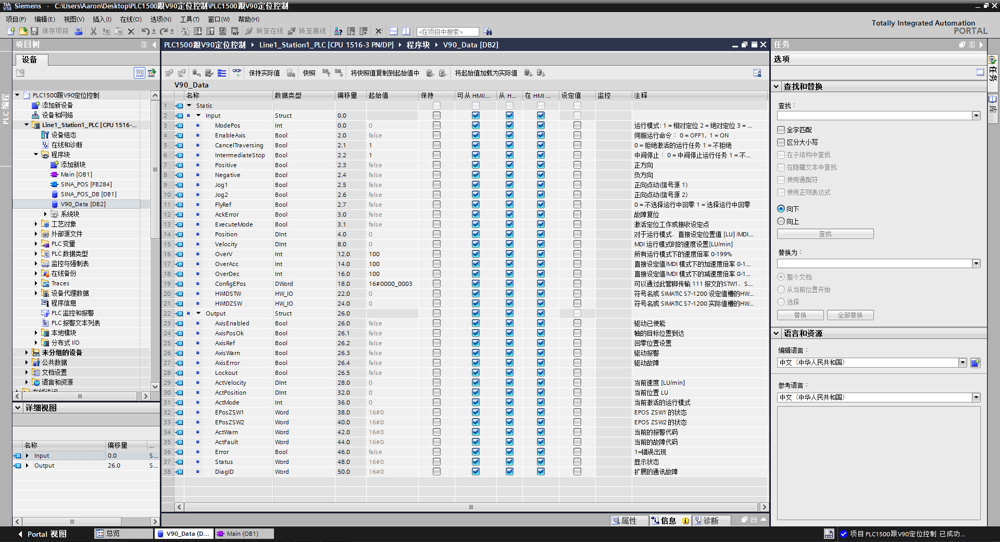 Siemens - C:\Users\Aaron\Desktop\PLC1500跟V90定位控制\PLC1500跟V90定位控制
项目(P) 编辑(E) 视图(V) 插入(I) 在线(O) 选项(N) 工具(T) 窗口(W) 帮助(H)
Totally Integrated Automation
PORTAL
保存项目 转至在线 转至离线 <在项目中搜索>
项目树
PLC1500跟V90定位控制 Line1_Station1_PLC [CPU 1516-3 PN/DP] 程序块 V90_Data [DB2]
任务
设备
选项
保持实际值 快照 将快照值复制到起始值中 将起始值加载为实际值
PLC 编程
V90_Data
名称 数据类型 偏移量 起始值 保持 可从 HMI/... 从 H... 在 HMI ... 设定值 监控 注释
1 Static
2 Input Struct 0.0
3 ModePos Int 0.0 0 运行模式: 1 = 相对定位 2 = 绝对定位 3 = ...
4 EnableAxis Bool 2.0 false 伺服运行命令： 0 = OFF1, 1 = ON
5 CancelTraversing Bool 2.1 1 0 = 拒绝激活的运行任务 1 = 不拒绝
6 IntermediateStop Bool 2.2 1 中间停止： 0 = 中间停止运行任务 1 = 不...
7 Positive Bool 2.3 false 正方向
8 Negative Bool 2.4 false 负方向
9 Jog1 Bool 2.5 false 正向点动(信号源 1)
10 Jog2 Bool 2.6 false 正向点动(信号源 2)
11 FlyRef Bool 2.7 false 0 = 不选择运行中回零 1 = 选择运行中回零
12 AckError Bool 3.0 false 故障复位
13 ExecuteMode Bool 3.1 false 激活定位工作或接收设定点
14 Position DInt 4.0 0 对于运行模式，直接设定位置值 [LU] /MDI...
15 Velocity DInt 8.0 0 MDI 运行模式时的速度设置[LU/min]
16 OverV Int 12.0 100 所有运行模式下的速度倍率 0-199%
17 OverAcc Int 14.0 100 直接设定值/MDI 模式下的加速度倍率 0-1...
18 OverDec Int 16.0 100 直接设定值/MDI 模式下的减速度倍率 0-1...
19 ConfigEPos DWord 18.0 16#0000_0003 可以通过此管脚传输 111 报文的STW1，S...
20 HWIDSTW HW_IO 22.0 0 符号名或 SIMATIC S7-1200 设定值槽的HW...
21 HWIDZSW HW_IO 24.0 0 符号名或 SIMATIC S7-1200 实际值槽的HW...
22 Output Struct 26.0
23 AxisEnabled Bool 26.0 false 驱动已使能
24 AxisPosOk Bool 26.1 false 轴的目标位置到达
25 AxisRef Bool 26.2 false 回零位置设置
26 AxisWarn Bool 26.3 false 驱动报警
27 AxisError Bool 26.4 false 驱动故障
28 Lockout Bool 26.5 false
29 ActVelocity DInt 28.0 0 当前速度 [LU/min]
30 ActPosition DInt 32.0 0 当前位置 LU
31 ActMode Int 36.0 0 当前激活的运行模式
32 EPosZSW1 Word 38.0 16#0 EPOS ZSW1 的状态
33 EPosZSW2 Word 40.0 16#0 EPOS ZSW2 的状态
34 ActWarn Word 42.0 16#0 当前的报警代码
35 ActFault Word 44.0 16#0 当前的故障代码
36 Error Bool 46.0 false 1=错误出现
37 Status Word 48.0 16#0 显示状态
38 DiagID Word 50.0 16#0 扩展的通讯故障
PLC1500跟V90定位控制
添加新设备
设备和网络
Line1_Station1_PLC [CPU 1516-...
设备组态
在线和诊断
程序块
添加新块
Main [OB1]
SINA_POS [FB284]
SINA_POS_DB [DB1]
V90_Data [DB2]
系统块
工艺对象
外部源文件
PLC 变量
PLC 数据类型
监控与强制表
在线备份
Traces
设备代理数据
程序信息
PLC 监控和报警
PLC 报警文本列表
本地模块
分布式 I/O
未分组的设备
公共数据
文档设置
语言和资源
在线访问
详细视图
名称 偏移量 ...
Input 0.0 S...
Output 26.0 S...
查找和替换
查找：
全字匹配
区分大小写
在子结构中查找
在隐藏文本中查找
使用通配符
使用正则表达式
向下
向上
查找
替换为：
整个文档
从当前位置开始
选择
替换 全部替换
语言和资源
编辑语言：
中文（中华人民共和国）
参考语言：
中文（中华人民共和国）
任务
库
属性 信息 诊断
Portal 视图 总览 V90_Data (D... Main (OB1) 项目 PLC1500跟V90定位控制 已成功...